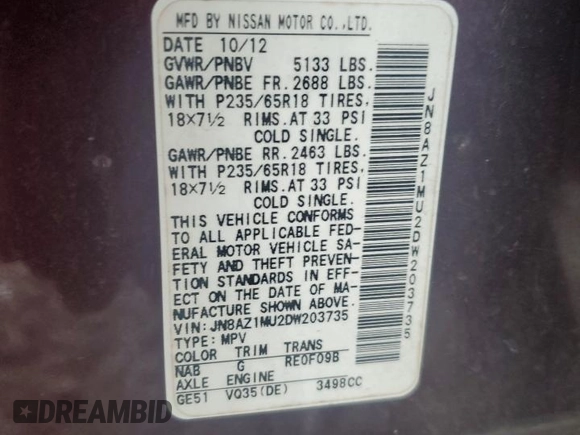 MFD BY NISSAN MOTOR CO.,LTD.
DATE 10/12
GVWR/PNBV 5133 LBS.
GAWR/PNBE FR. 2688 LBS.
WITH P235/65R18 TIRES,
18×7½ RIMS.AT 33 PSI
COLD SINGLE.
GAWR/PNBE RR. 2463 LBS.
WITH P235/65R18 TIRES,
18×7½ RIMS.AT 33 PSI
COLD SINGLE.
THIS VEHICLE CONFORMS
TO ALL APPLICABLE FED-
ERAL MOTOR VEHICLE SA-
FETY AND THEFT PREVEN-
TION STANDARDS IN EFF-
ECT ON THE DATE OF MA-
NUFACTURE SHOWN ABOVE.
VIN: JN8AZ1MU2DW203735
TYPE: MPV
COLOR TRIM TRANS
NAB G RE0F09B
AXLE ENGINE
GE51 VQ35(DE) 3498CC
JN8AZ1MU2DW203735
DREAMBID